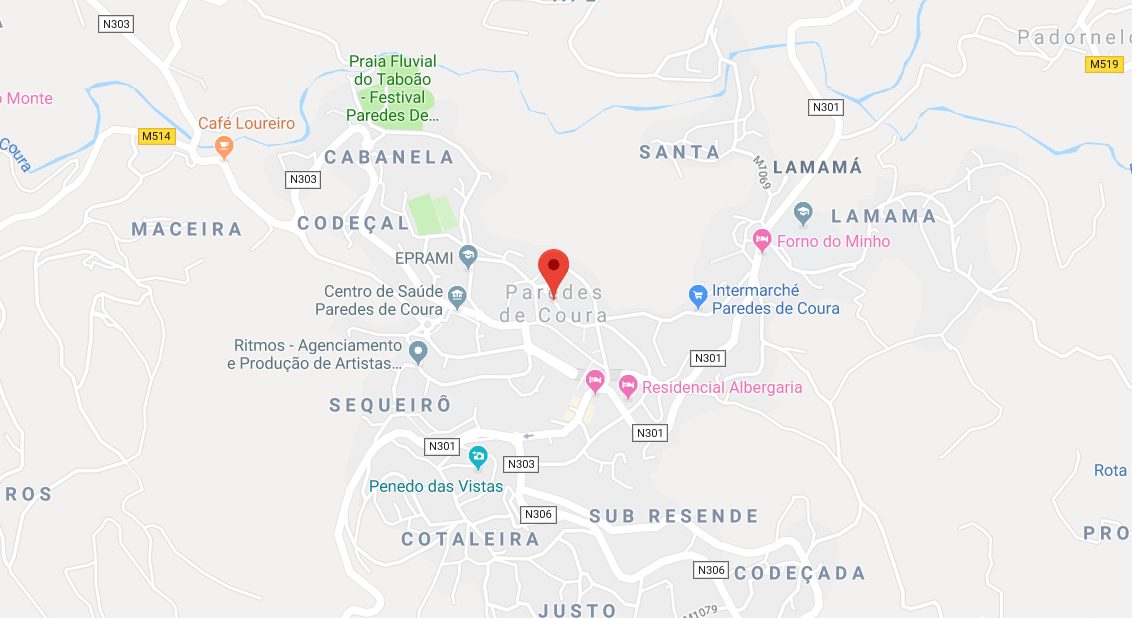 N303
Padornelo
M519
Praia Fluvial
do Taboão
- Festival
Paredes De...
o Monte
N301
Café Loureiro
M514
Coura
CABANELA
SANTA
M7069
LAMAMÁ
N303
CODEÇAL
MACEIRA
LAMAMA
Forno do Minho
EPRAMI
Centro de Saúde
Paredes de Coura
Paredes
de Coura
Intermarché
Paredes de Coura
Ritmos - Agenciamento
e Produção de Artistas...
N301
Residencial Albergaria
SEQUEIRÔ
N301
N301
N303
Penedo das Vistas
Rota
ROS
N306
SUB RESENDE
COTALEIRA
PRO
N306
CODEÇADA
JUSTO
M1079